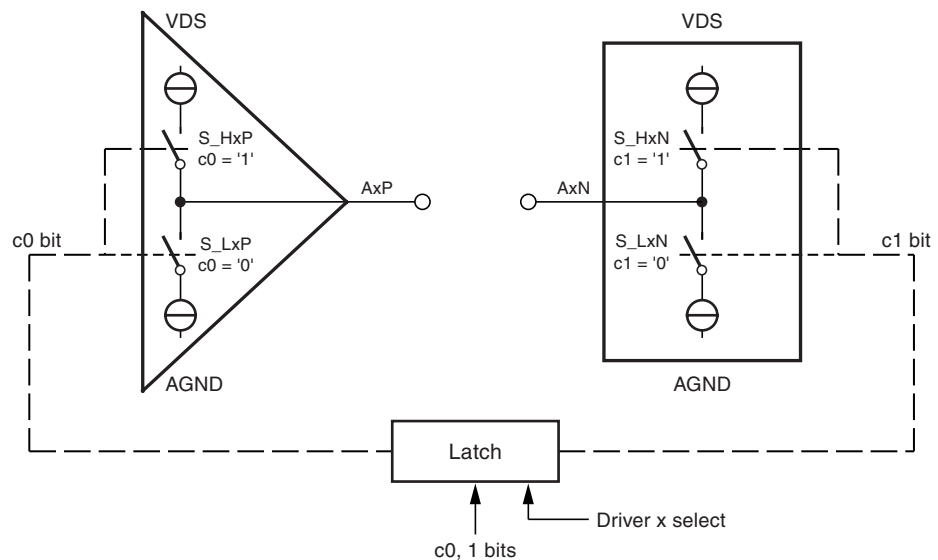 VDS
VDS
S_HxP
c0 = '1'
S_HxN
c1 = '1'
AxP
AxN
c0 bit
S_LxP
c0 = '0'
S_LxN
c1 = '0'
c1 bit
AGND
AGND
Latch
Driver x select
c0, 1 bits